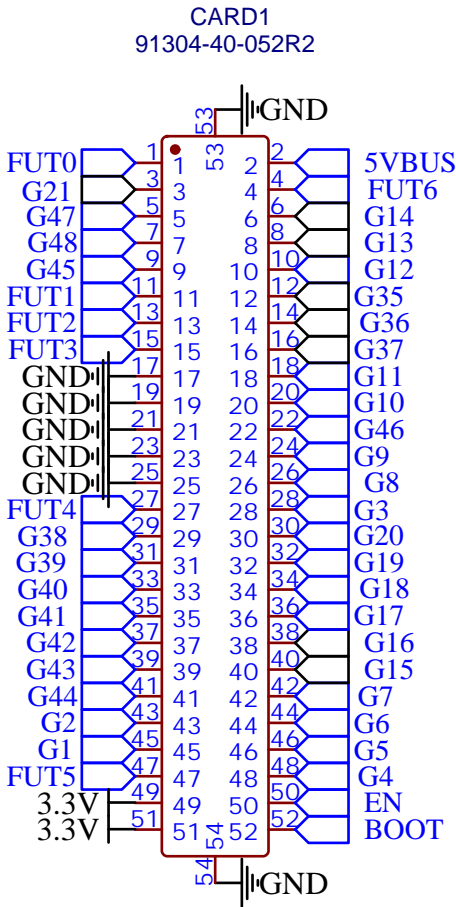 CARD1
91304-40-052R2
53 GND
53
FUT0 1 1 2 2 5VBUS
G21 3 3 4 4 FUT6
G47 5 5 6 6 G14
G48 7 7 8 8 G13
G45 9 9 10 10 G12
FUT1 11 11 12 12 G35
FUT2 13 13 14 14 G36
FUT3 15 15 16 16 G37
GND 17 17 18 18 G11
GND 19 19 20 20 G10
GND 21 21 22 22 G46
GND 23 23 24 24 G9
GND 25 25 26 26 G8
FUT4 27 27 28 28 G3
G38 29 29 30 30 G20
G39 31 31 32 32 G19
G40 33 33 34 34 G18
G41 35 35 36 36 G17
G42 37 37 38 38 G16
G43 39 39 40 40 G15
G44 41 41 42 42 G7
G2 43 43 44 44 G6
G1 45 45 46 46 G5
FUT5 47 47 48 48 G4
3.3V 49 49 50 50 EN
3.3V 51 51 52 52 BOOT
54
54 GND